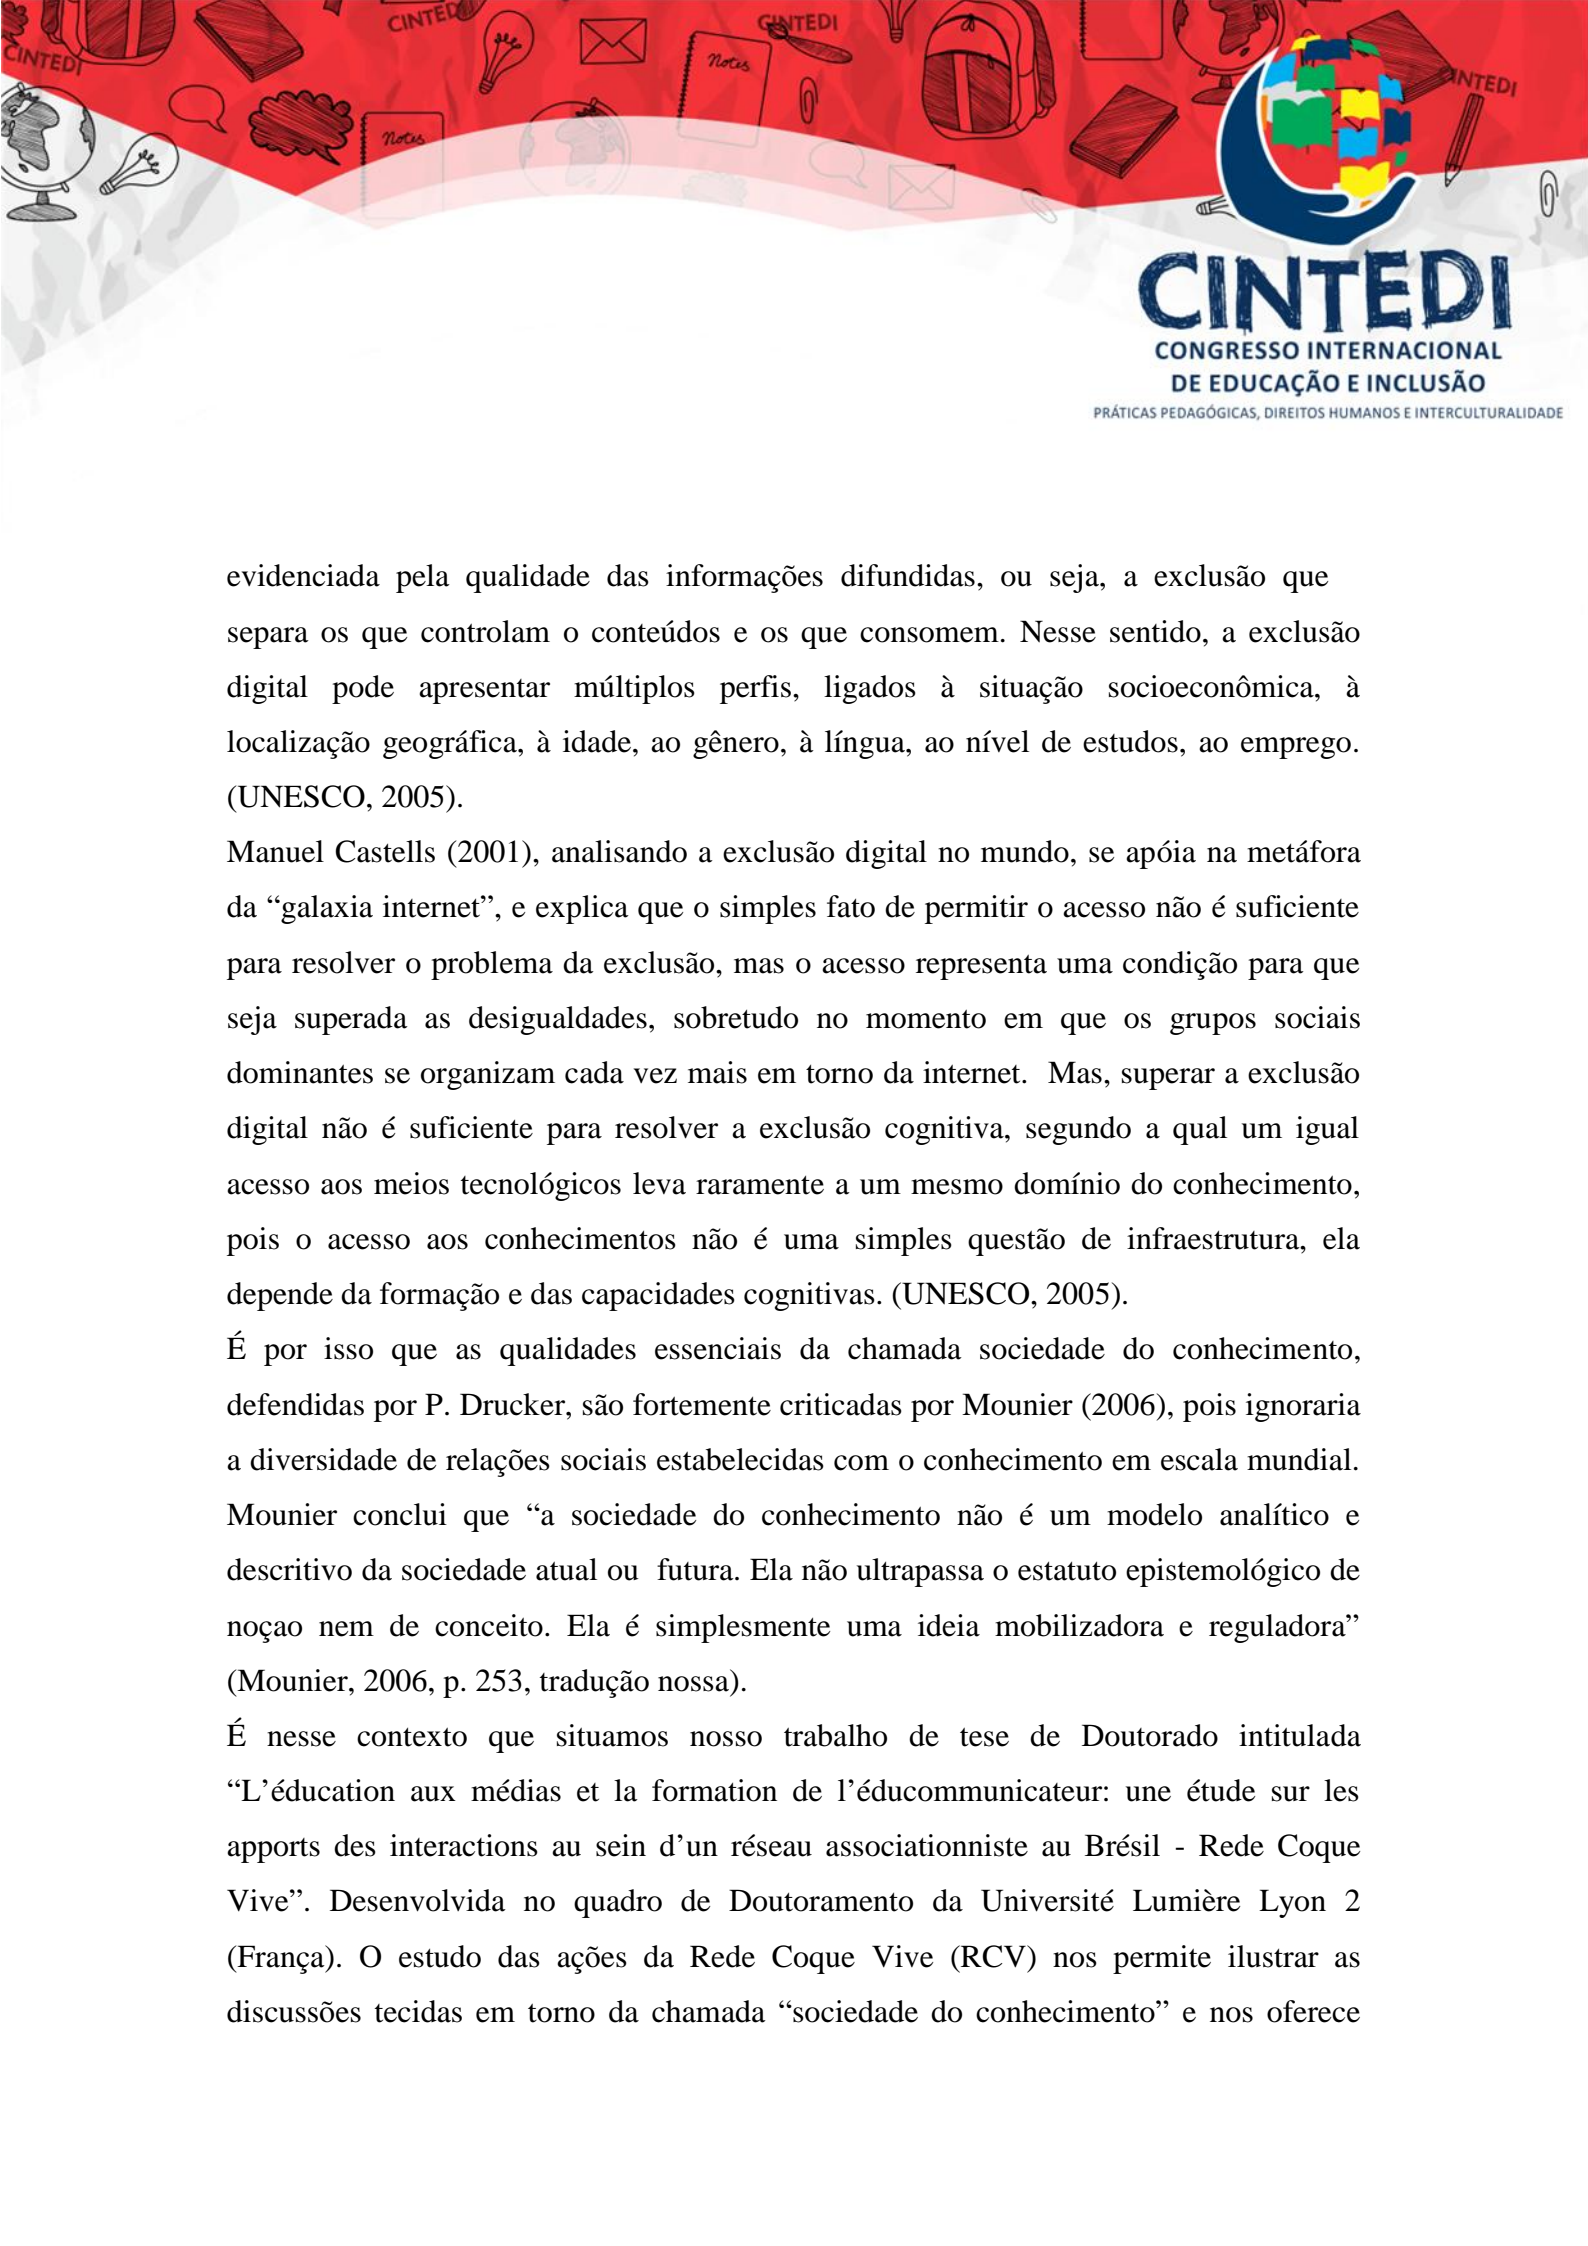 CINTEDI
CINTEDI
CINTEDI
Notes
Notes
INTEDI
CINTEDI
CONGRESSO INTERNACIONAL
DE EDUCAÇÃO E INCLUSÃO
PRÁTICAS PEDAGÓGICAS, DIREITOS HUMANOS E INTERCULTURALIDADE
evidenciada pela qualidade das informações difundidas, ou seja, a exclusão que
separa os que controlam o conteúdos e os que consomem. Nesse sentido, a exclusão
digital pode apresentar múltiplos perfis, ligados à situação socioeconômica, à
localização geográfica, à idade, ao gênero, à língua, ao nível de estudos, ao emprego.
(UNESCO, 2005).
Manuel Castells (2001), analisando a exclusão digital no mundo, se apóia na metáfora
da “galaxia internet”, e explica que o simples fato de permitir o acesso não é suficiente
para resolver o problema da exclusão, mas o acesso representa uma condição para que
seja superada as desigualdades, sobretudo no momento em que os grupos sociais
dominantes se organizam cada vez mais em torno da internet.  Mas, superar a exclusão
digital não é suficiente para resolver a exclusão cognitiva, segundo a qual um igual
acesso aos meios tecnológicos leva raramente a um mesmo domínio do conhecimento,
pois o acesso aos conhecimentos não é uma simples questão de infraestrutura, ela
depende da formação e das capacidades cognitivas. (UNESCO, 2005).
É por isso que as qualidades essenciais da chamada sociedade do conhecimento,
defendidas por P. Drucker, são fortemente criticadas por Mounier (2006), pois ignoraria
a diversidade de relações sociais estabelecidas com o conhecimento em escala mundial.
Mounier conclui que “a sociedade do conhecimento não é um modelo analítico e
descritivo da sociedade atual ou  futura. Ela não ultrapassa o estatuto epistemológico de
noçao nem de conceito. Ela é simplesmente uma ideia mobilizadora e reguladora”
(Mounier, 2006, p. 253, tradução nossa).
É nesse contexto que situamos nosso trabalho de tese de Doutorado intitulada
“L’éducation aux médias et la formation de l’éducommunicateur: une étude sur les
apports des interactions au sein d’un réseau associationniste au Brésil - Rede Coque
Vive”. Desenvolvida no quadro de Doutoramento da Université Lumière Lyon 2
(França). O estudo das ações da Rede Coque Vive (RCV) nos permite ilustrar as
discussões tecidas em torno da chamada “sociedade do conhecimento” e nos oferece